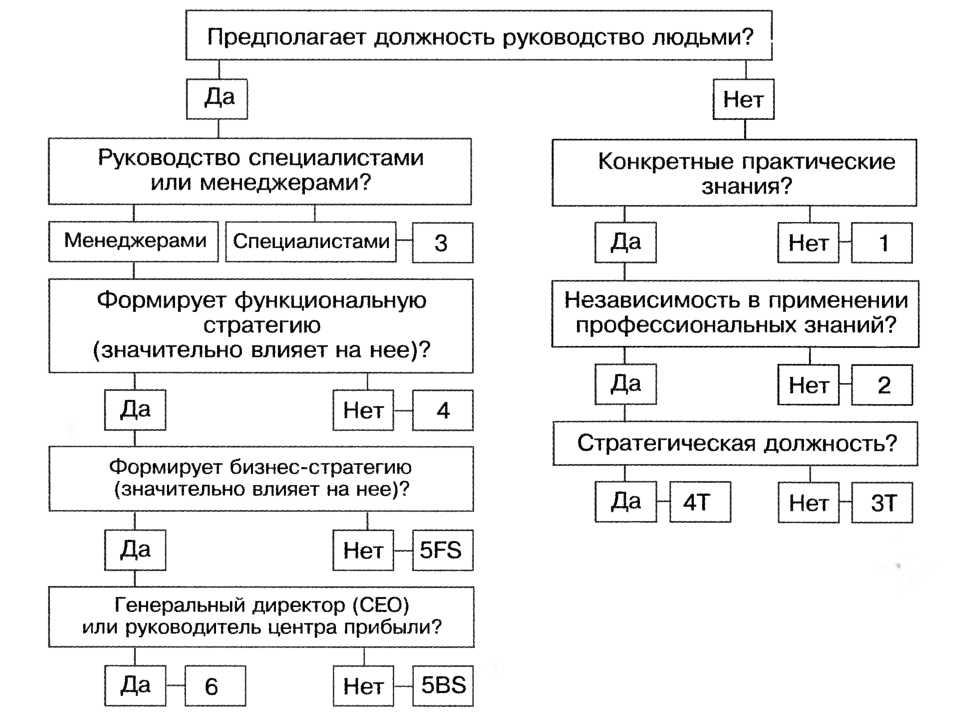 Предполагает должность руководство людьми?
Да
Нет
Руководство специалистами
или менеджерами?
Конкретные практические
знания?
Менеджерами
Специалистами
3
Да
Нет
1
Формирует функциональную
стратегию
(значительно влияет на нее)?
Независимость в применении
профессиональных знаний?
Да
Нет
4
Да
Нет
2
Формирует бизнес-стратегию
(значительно влияет на нее)?
Стратегическая должность?
Да
4T
Нет
3T
Да
Нет
5FS
Генеральный директор (CEO)
или руководитель центра прибыли?
Да
6
Нет
5BS